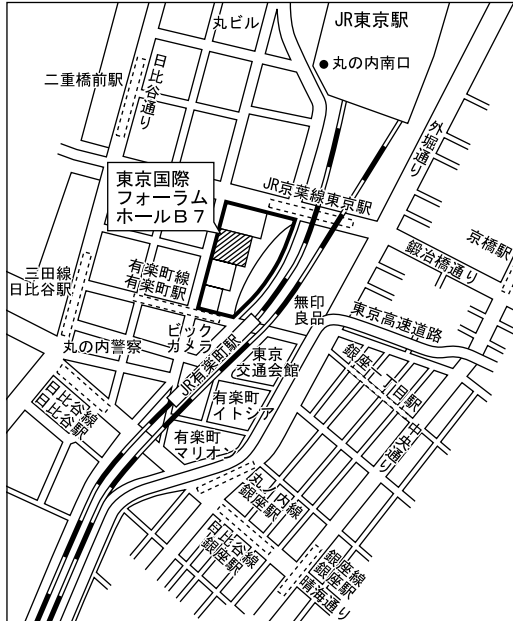 丸ビル
JR東京駅
丸の内南口
二重橋前駅
日比谷通り
外堀通り
東京国際
フォーラム
ホールB7
JR京葉線東京駅
京橋駅
鍛冶橋通り
三田線
日比谷駅
有楽町線
有楽町駅
無印
良品
東京高速道路
ビック
カメラ
丸の内警察
JR有楽町駅
東京
交通会館
銀座一丁目駅
日比谷線
日比谷駅
有楽町
イトシア
中央通り
有楽町
マリオン
丸ノ内線
銀座駅
日比谷線
銀座駅
銀座線
銀座駅
晴海通り